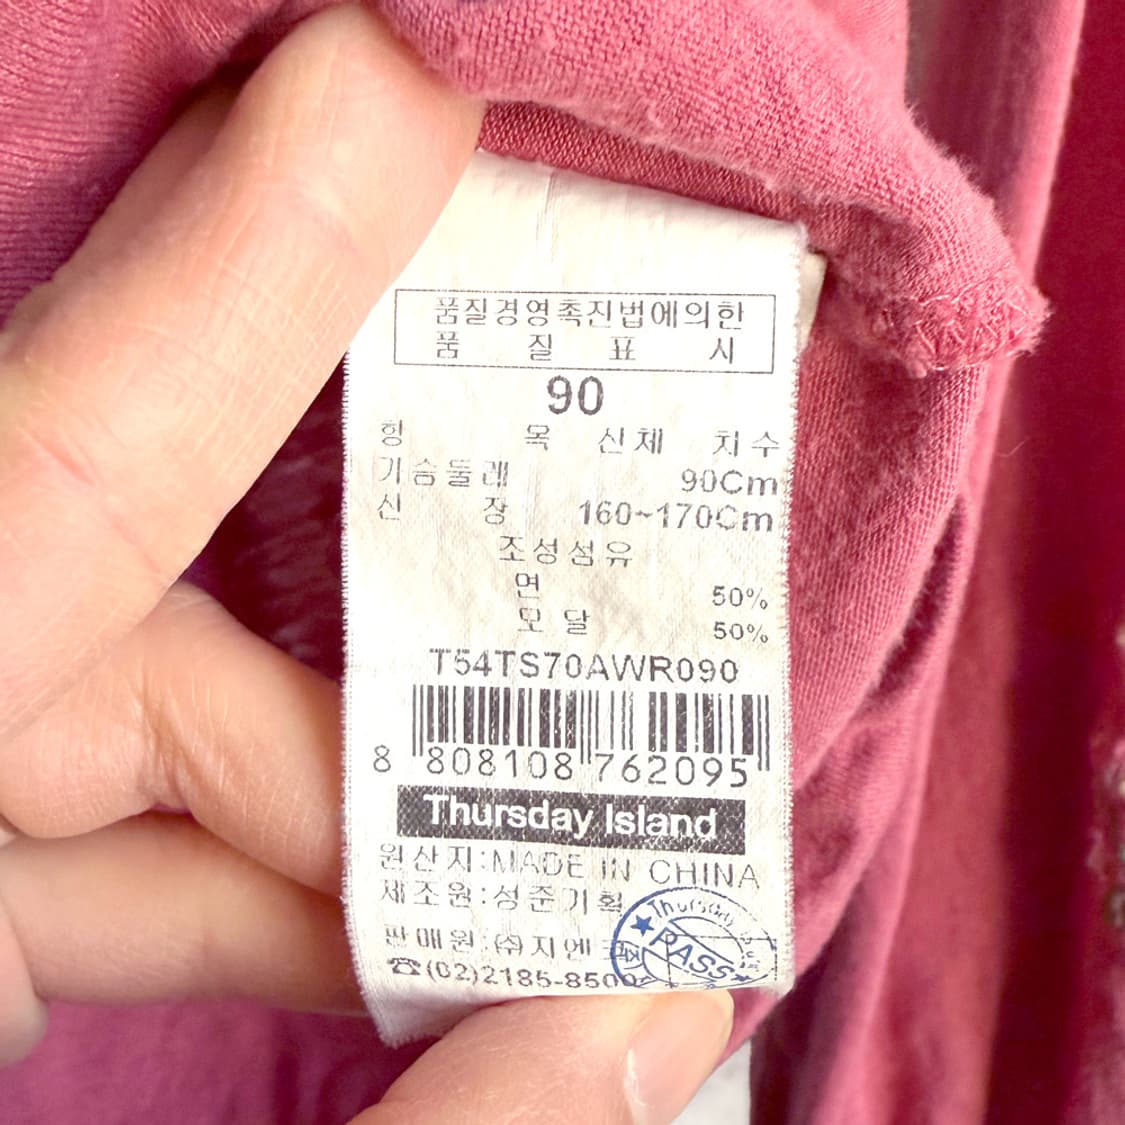 품질경영촉진법에의한
품 질 표 시
90
항 목 신체 치수
가슴둘레 90Cm
신 장 160~170Cm
조성섬유
면 50%
모달 50%
T54TS70AWR090
8 808108 762095
Thursday Island
원산지:MADE IN CHINA
제조원:성준기획
판매원:㈜지엔
☎(02)2185-8500
Thursday
PASS